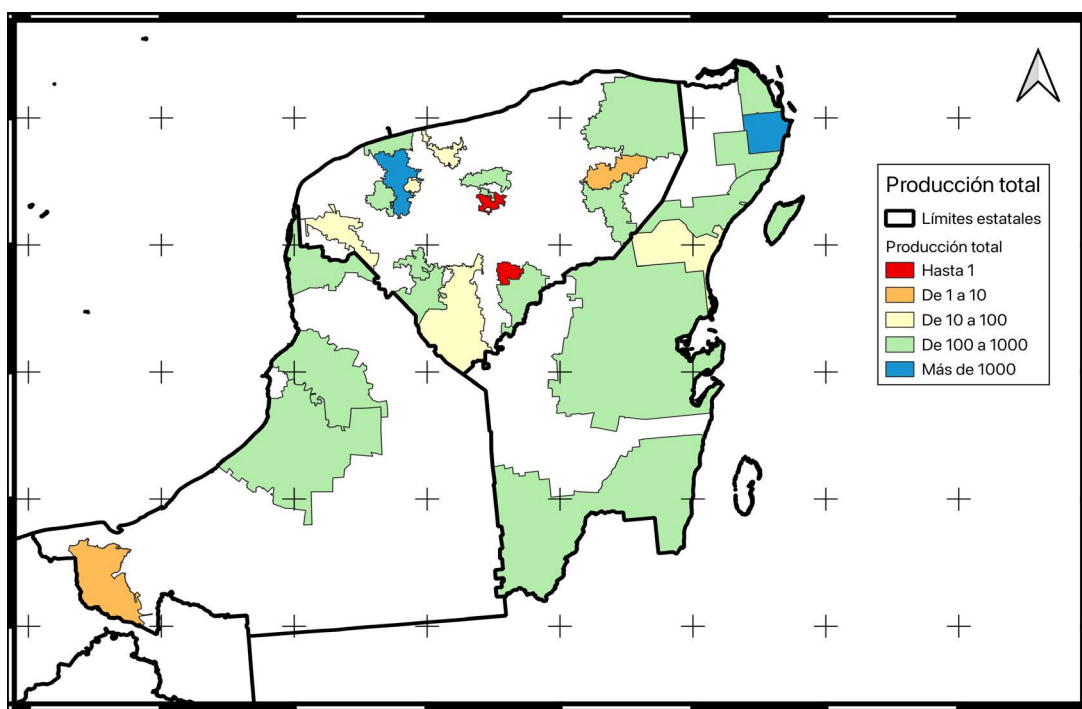 Producción total
Límites estatales
Producción total
Hasta 1
De 1 a 10
De 10 a 100
De 100 a 1000
Más de 1000